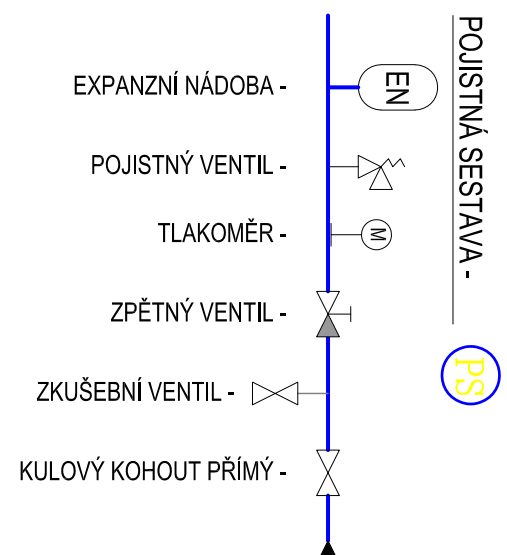 POJISTNÁ SESTAVA -
PS
EXPANZNÍ NÁDOBA -
EN
POJISTNÝ VENTIL -
TLAKOMĚR -
M
ZPĚTNÝ VENTIL -
ZKUŠEBNÍ VENTIL -
KULOVÝ KOHOUT PŘÍMÝ -